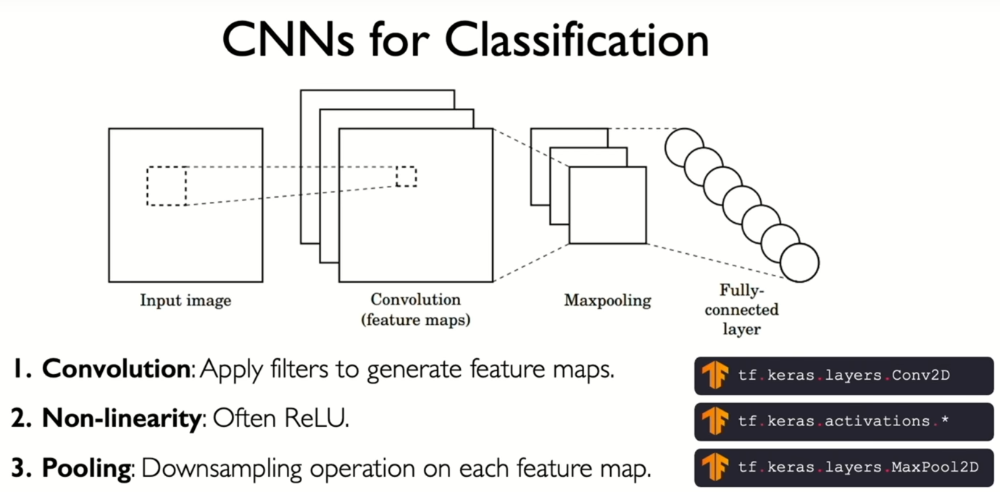 CNNs for Classification
Input image
Convolution
(feature maps)
Maxpooling
Fully-
connected
layer
1. Convolution: Apply filters to generate feature maps.
tf.keras.layers.Conv2D
2. Non-linearity: Often ReLU.
tf.keras.activations.*
3. Pooling: Downsampling operation on each feature map.
tf.keras.layers.MaxPool2D